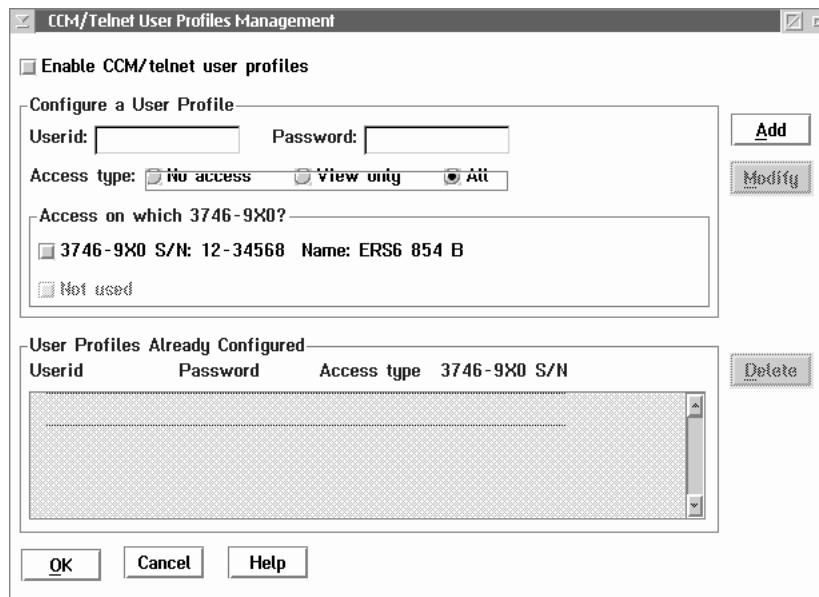 CCM/Telnet User Profiles Management
Enable CCM/telnet user profiles
Configure a User Profile
Userid: Password:
Add
Access type: No access View only All
Modify
Access on which 3746-9X0?
3746-9X0 S/N: 12-34568 Name: ERS6 854 B
Not used
User Profiles Already Configured
Userid Password Access type 3746-9X0 S/N
Delete
OK Cancel Help